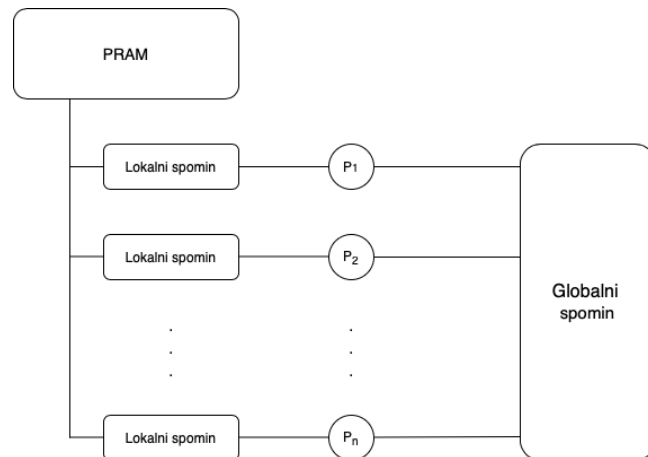 PRAM
Lokalni spomin
P1
Lokalni spomin
P2
Globalni
spomin
Lokalni spomin
Pn